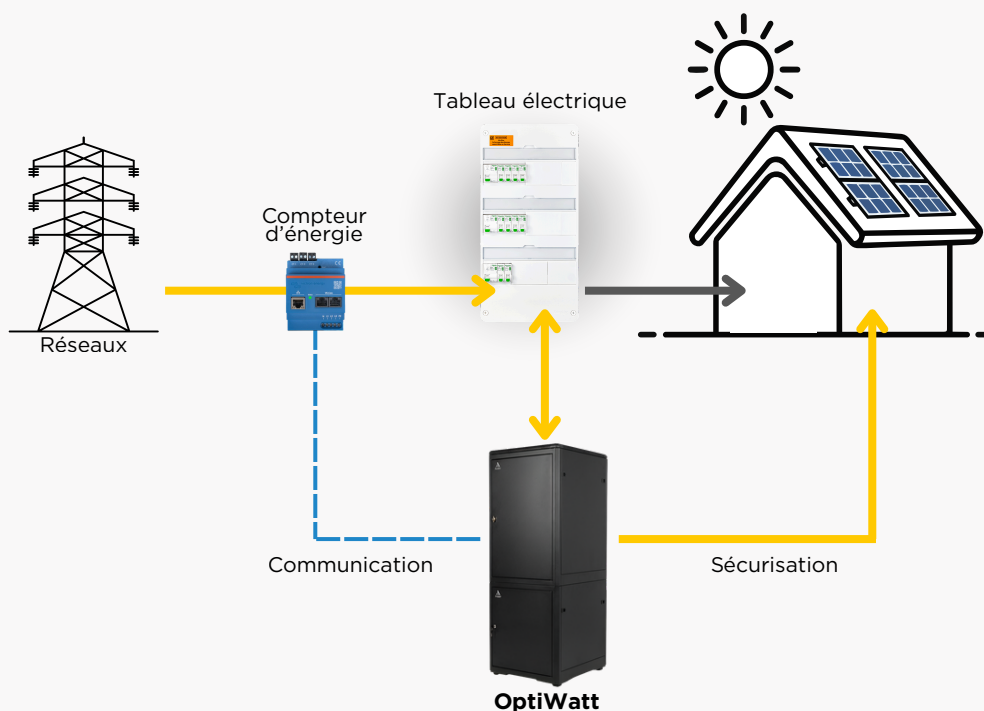 Tableau électrique
Compteur
d'énergie
Réseaux
Communication
Sécurisation
OptiWatt